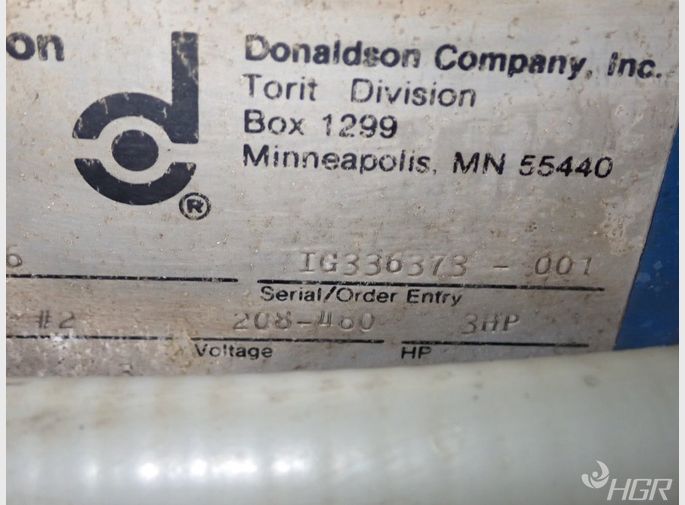 on
Donaldson Company, Inc.
Torit Division
Box 1299
Minneapolis, MN 55440
®
6
IG336373 - 001
Serial/Order Entry
#2
208-460
3HP
Voltage
HP
HGR